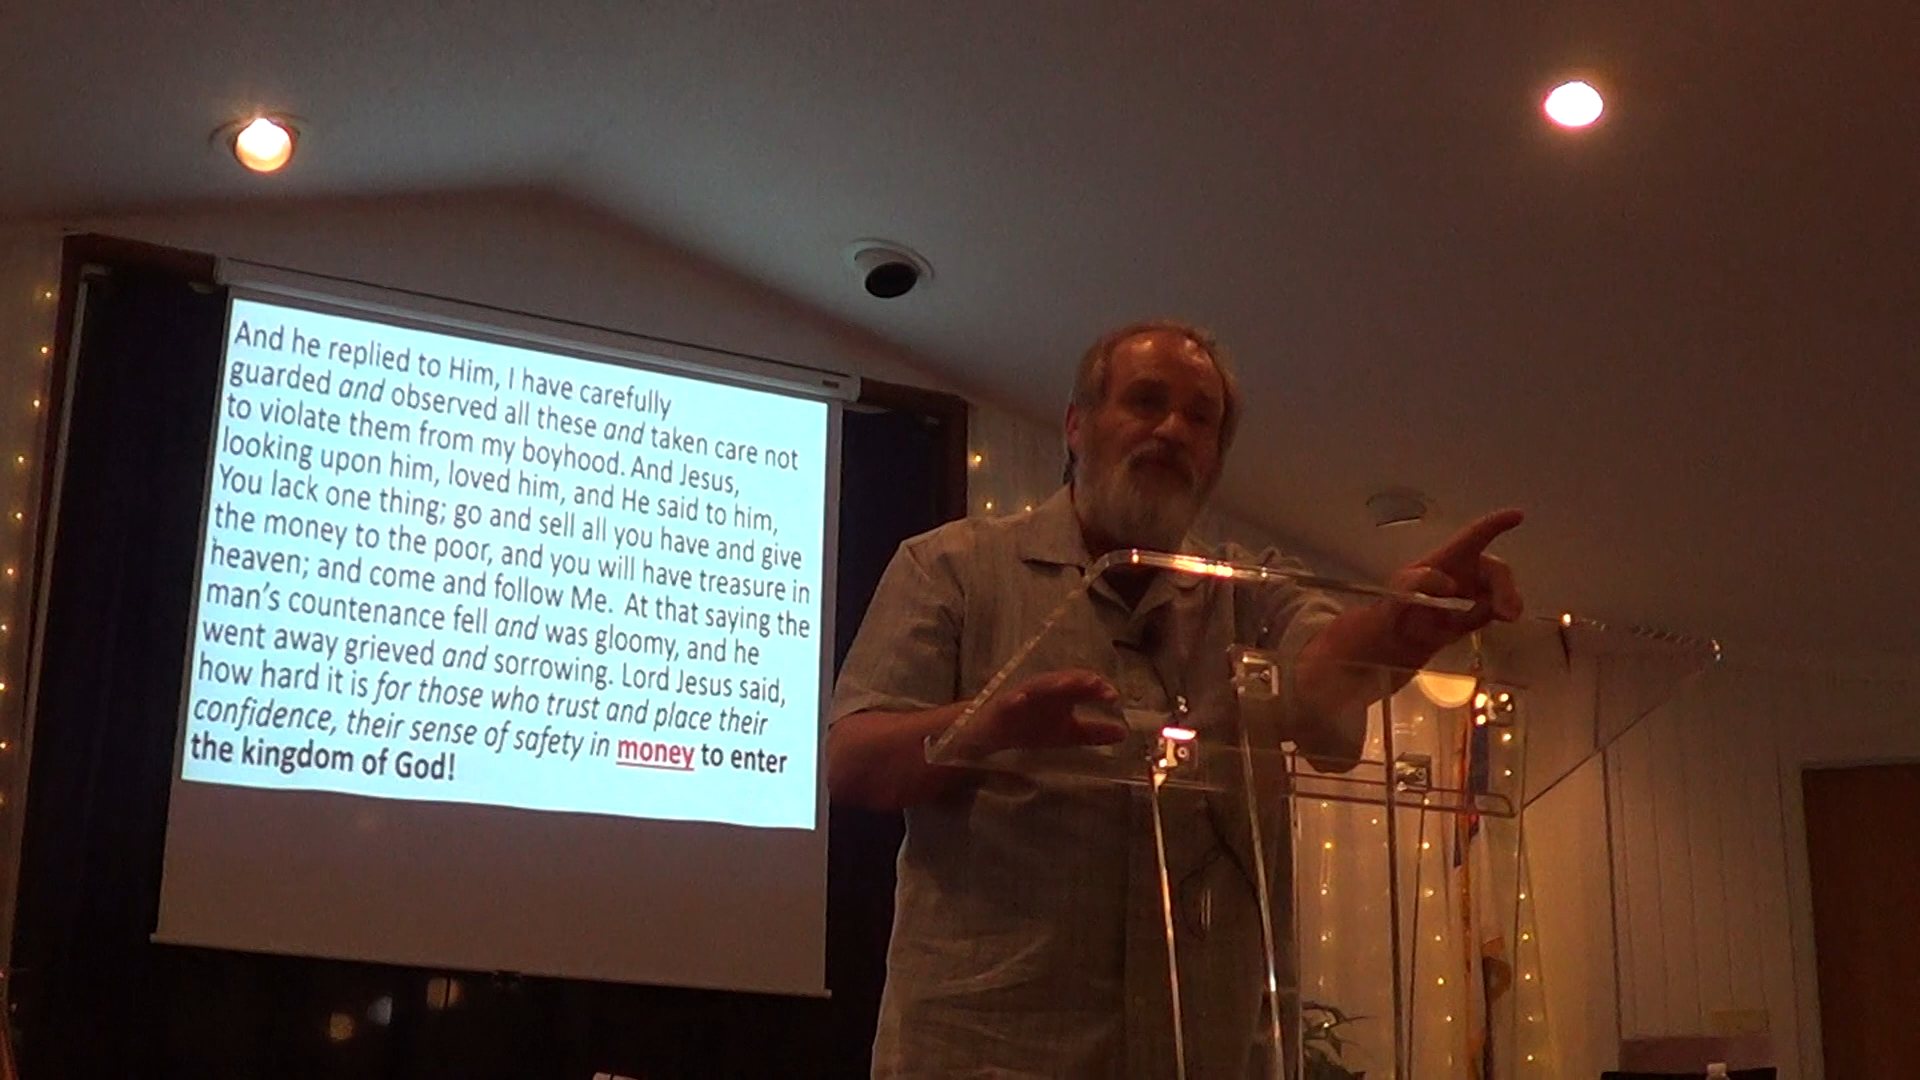 And he replied to Him, I have carefully
guarded and observed all these and taken care not
to violate them from my boyhood. And Jesus,
looking upon him, loved him, and He said to him,
You lack one thing; go and sell all you have and give
the money to the poor, and you will have treasure in
heaven; and come and follow Me. At that saying the
man's countenance fell and was gloomy, and he
went away grieved and sorrowing. Lord Jesus said,
how hard it is for those who trust and place their
confidence, their sense of safety in money to enter
the kingdom of God!